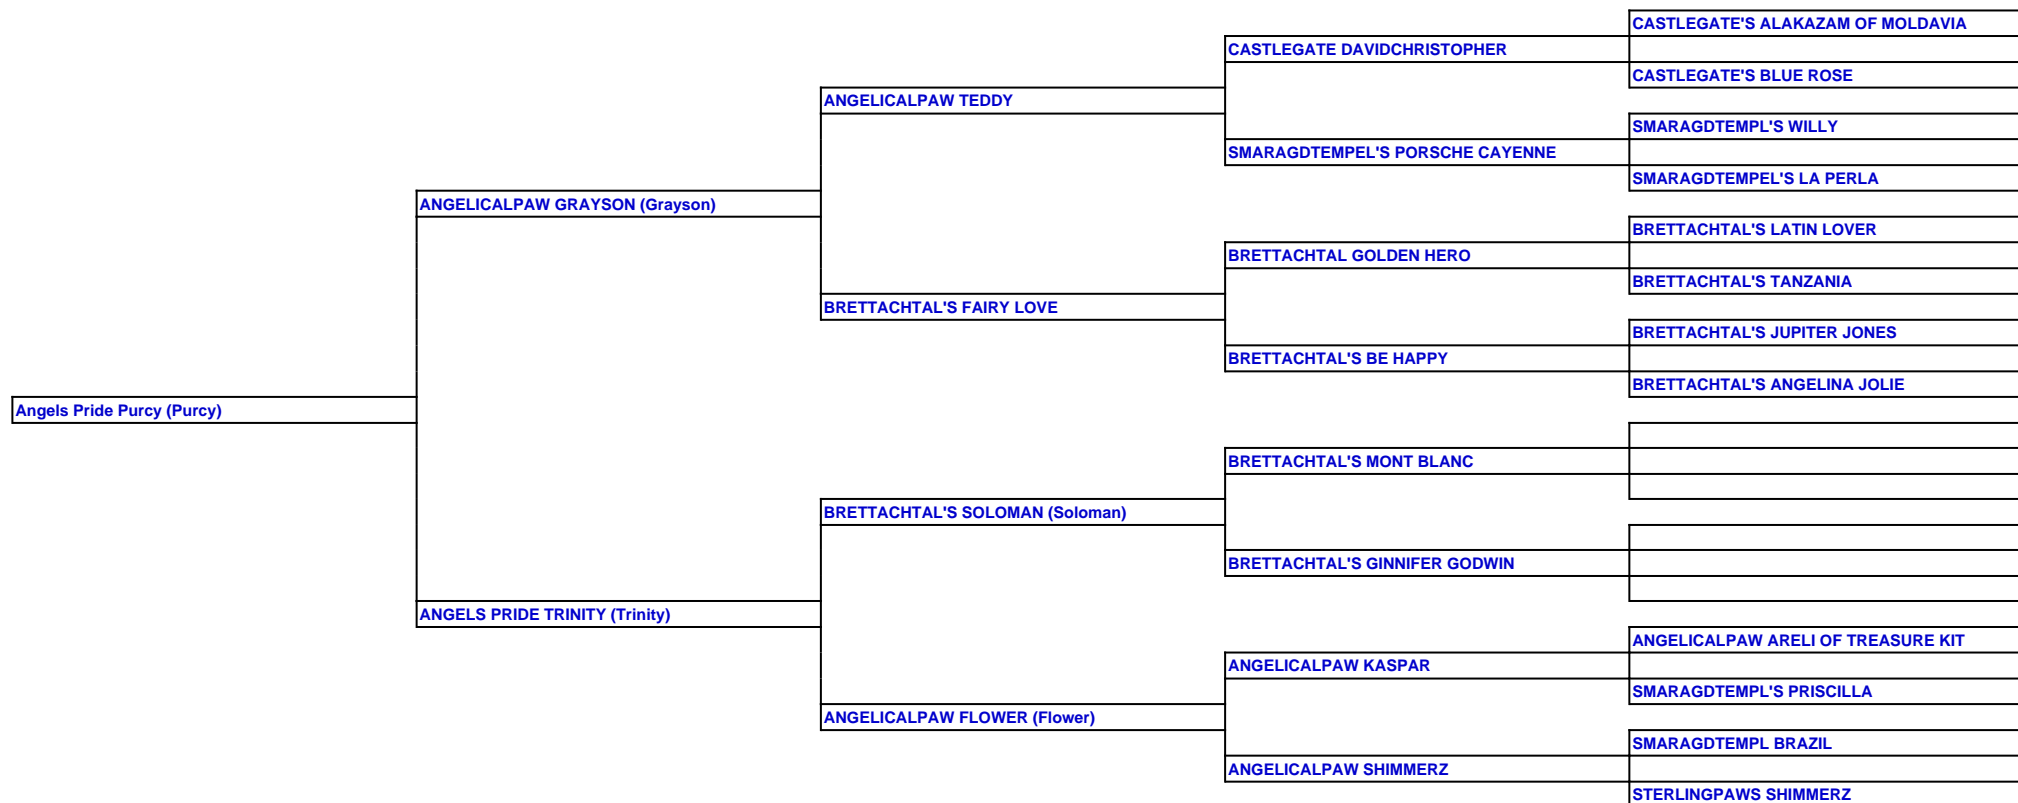 CASTLEGATE'S ALAKAZAM OF MOLDAVIA
CASTLEGATE DAVIDCHRISTOPHER
CASTLEGATE'S BLUE ROSE
ANGELICALPAW TEDDY
SMARAGDTEMPL'S WILLY
SMARAGDTEMPEL'S PORSCHE CAYENNE
SMARAGDTEMPEL'S LA PERLA
ANGELICALPAW GRAYSON (Grayson)
BRETTACHTAL'S LATIN LOVER
BRETTACHTAL GOLDEN HERO
BRETTACHTAL'S TANZANIA
BRETTACHTAL'S FAIRY LOVE
BRETTACHTAL'S JUPITER JONES
BRETTACHTAL'S BE HAPPY
BRETTACHTAL'S ANGELINA JOLIE
Angels Pride Purcy (Purcy)
BRETTACHTAL'S MONT BLANC
BRETTACHTAL'S SOLOMAN (Soloman)
BRETTACHTAL'S GINNIFER GODWIN
ANGELS PRIDE TRINITY (Trinity)
ANGELICALPAW ARELI OF TREASURE KIT
ANGELICALPAW KASPAR
SMARAGDTEMPL'S PRISCILLA
ANGELICALPAW FLOWER (Flower)
SMARAGDTEMPL BRAZIL
ANGELICALPAW SHIMMERZ
STERLINGPAWS SHIMMERZ